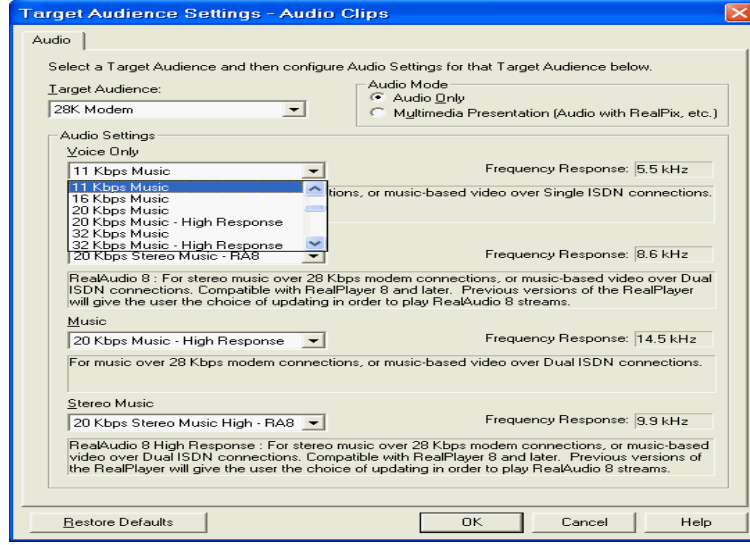 Target Audience Settings - Audio Clips
Audio
Select a Target Audience and then configure Audio Settings for that Target Audience below.
Target Audience:
28K Modem
Audio Mode
Audio Only
Multimedia Presentation (Audio with RealPix, etc.)
Audio Settings
Voice Only
11 Kbps Music
Frequency Response: 5.5 kHz
11 Kbps Music
16 Kbps Music
20 Kbps Music
20 Kbps Music - High Response
32 Kbps Music
32 Kbps Music - High Response
tions, or music-based video over Single ISDN connections.
20 Kbps Stereo Music - RA8
Frequency Response: 8.6 kHz
RealAudio 8 : For stereo music over 28 Kbps modem connections, or music-based video over Dual
ISDN connections. Compatible with RealPlayer 8 and later. Previous versions of the RealPlayer
will give the user the choice of updating in order to play RealAudio 8 streams.
Music
20 Kbps Music - High Response
Frequency Response: 14.5 kHz
For music over 28 Kbps modem connections, or music-based video over Dual ISDN connections.
Stereo Music
20 Kbps Stereo Music High - RA8
Frequency Response: 9.9 kHz
RealAudio 8 High Response : For stereo music over 28 Kbps modem connections, or music-based
video over Dual ISDN connections. Compatible with RealPlayer 8 and later. Previous versions of
the RealPlayer will give the user the choice of updating in order to play RealAudio 8 streams.
Restore Defaults
OK
Cancel
Help